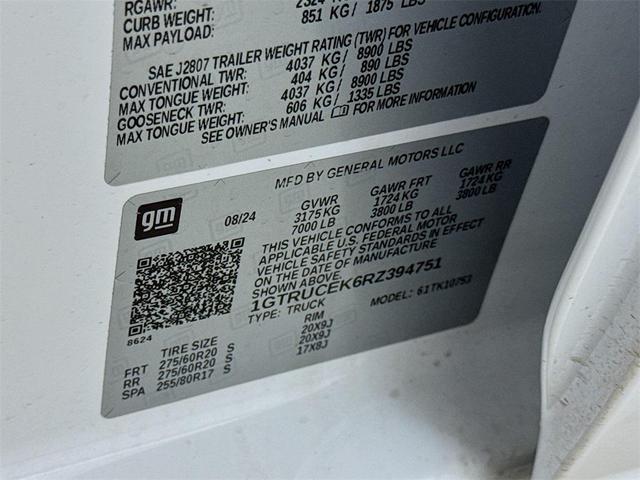 RGAWR:
CURB WEIGHT: 2324
MAX PAYLOAD: 851 KG / 1875 LBS
SAE J2807 TRAILER WEIGHT RATING (TWR) FOR VEHICLE CONFIGURATION.
CONVENTIONAL TWR: 4037 KG / 8900 LBS
MAX TONGUE WEIGHT: 404 KG / 890 LBS
GOOSENECK TWR: 4037 KG / 8900 LBS
MAX TONGUE WEIGHT: 606 KG / 1335 LBS
SEE OWNER'S MANUAL FOR MORE INFORMATION
MFD BY GENERAL MOTORS LLC
gm
08/24 GVWR GAWR FRT GAWR RR
3175 KG 1724 KG 1724 KG
7000 LB 3800 LB 3800 LB
THIS VEHICLE CONFORMS TO ALL
APPLICABLE U.S. FEDERAL MOTOR
VEHICLE SAFETY STANDARDS IN EFFECT
ON THE DATE OF MANUFACTURE
1GTRUCEK6RZ394751
TYPE: TRUCK MODEL: 61TK10753
8624
TIRE SIZE RIM
FRT 275/60R20 S 20X9J
RR 275/60R20 S 20X9J
SPA 255/80R17 S 17X8J